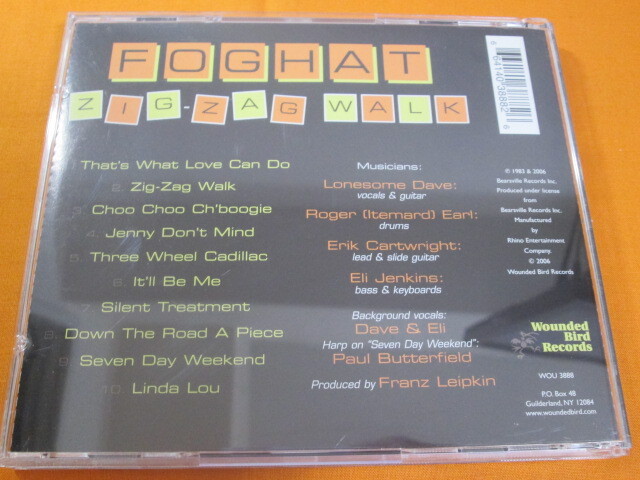 FOGHAT
ZIG-ZAG WALK
That's What Love Can Do
2. Zig-Zag Walk
3. Choo Choo Ch'boogie
4. Jenny Don't Mind
5. Three Wheel Cadillac
6. It'll Be Me
7. Silent Treatment
8. Down The Road A Piece
9. Seven Day Weekend
10. Linda Lou
Musicians:
Lonesome Dave:
vocals & guitar
Roger (Itemard) Earl:
drums
Erik Cartwright:
lead & slide guitar
Eli Jenkins:
bass & keyboards
Background vocals:
Dave & Eli
Harp on "Seven Day Weekend":
Paul Butterfield
Produced by Franz Leipkin
© 1983 & 2006
Bearsville Records Inc.
Produced under license
from
Bearsville Records Inc.
Manufactured
by
Rhino Entertainment
Company.
© 2006
Wounded Bird Records
Wounded
Bird
Records
WOU 3888
P.O. Box 48
Guilderland, NY 12084
www.woundedbird.com